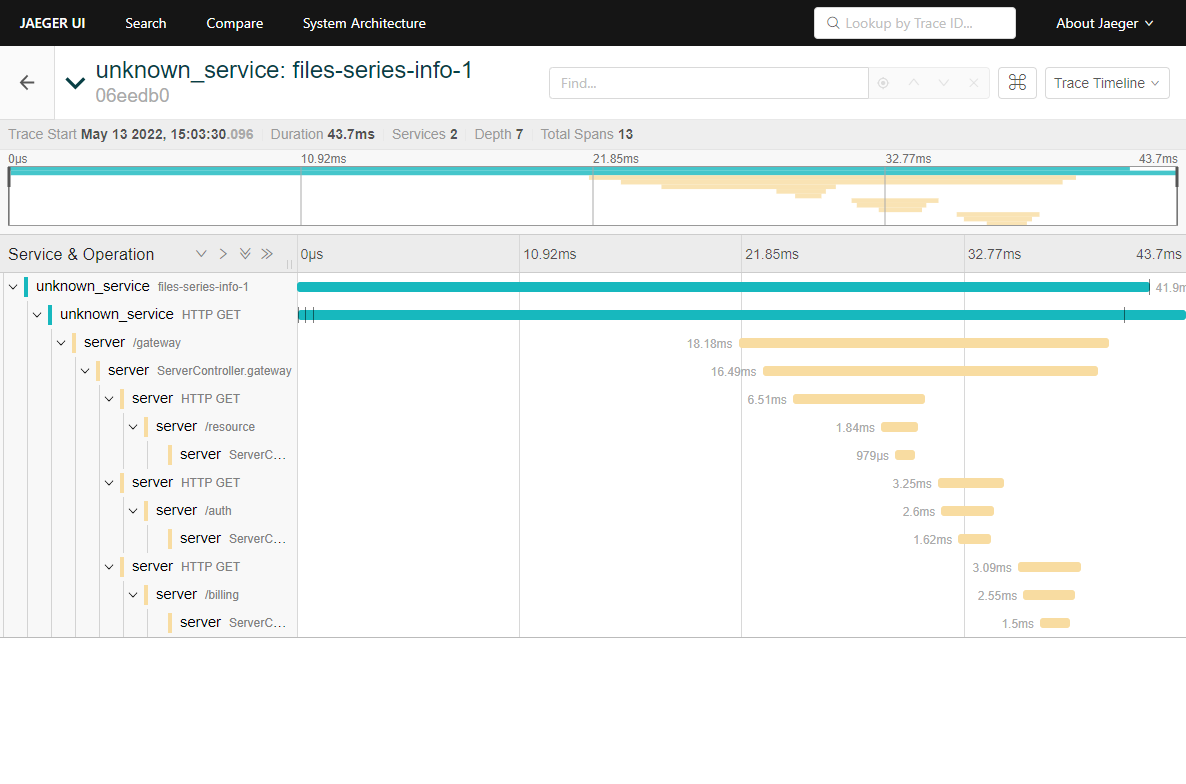 JAEGER UI Search Compare System Architecture Lookup by Trace ID... About Jaeger
unknown_service: files-series-info-1
06eedb0
Find... ⌘ Trace Timeline
Trace Start May 13 2022, 15:03:30.096 Duration 43.7ms Services 2 Depth 7 Total Spans 13
0μs 10.92ms 21.85ms 32.77ms 43.7ms
Service & Operation 0μs 10.92ms 21.85ms 32.77ms 43.7ms
unknown_service files-series-info-1 41.9m
unknown_service HTTP GET
server /gateway 18.18ms
server ServerController.gateway 16.49ms
server HTTP GET 6.51ms
server /resource 1.84ms
server ServerC... 979μs
server HTTP GET 3.25ms
server /auth 2.6ms
server ServerC... 1.62ms
server HTTP GET 3.09ms
server /billing 2.55ms
server ServerC... 1.5ms